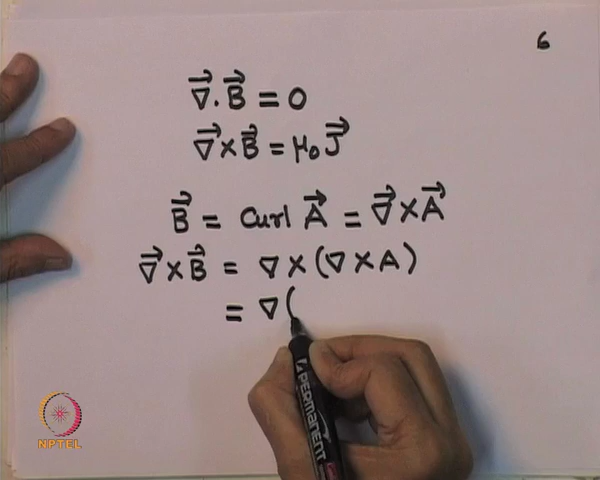 6
∇⃗.B⃗ = 0
∇⃗×B⃗ = μ₀J⃗
B⃗ = Curl A⃗ = ∇⃗×A⃗
∇⃗×B⃗ = ∇×(∇×A)
= ∇(
PERMANENT
NPTEL